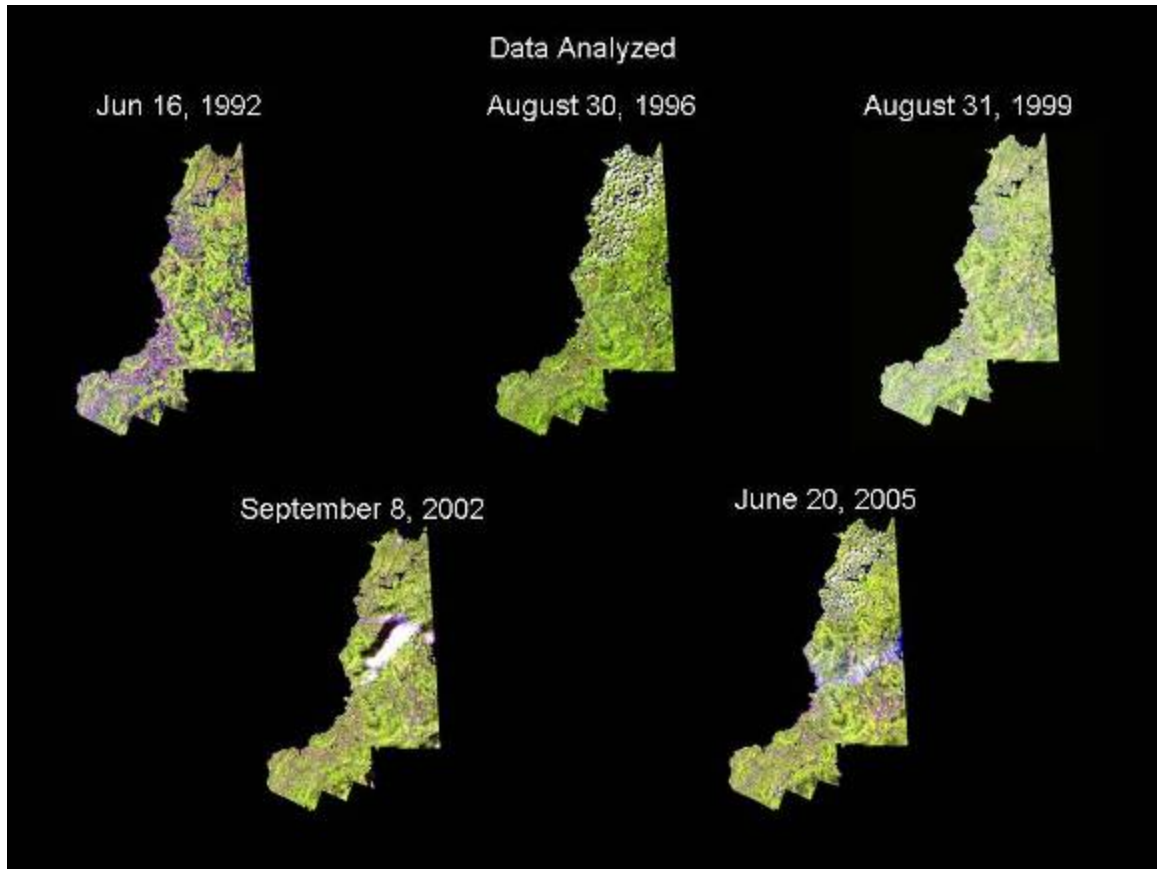 Data Analyzed
Jun 16, 1992
August 30, 1996
August 31, 1999
September 8, 2002
June 20, 2005